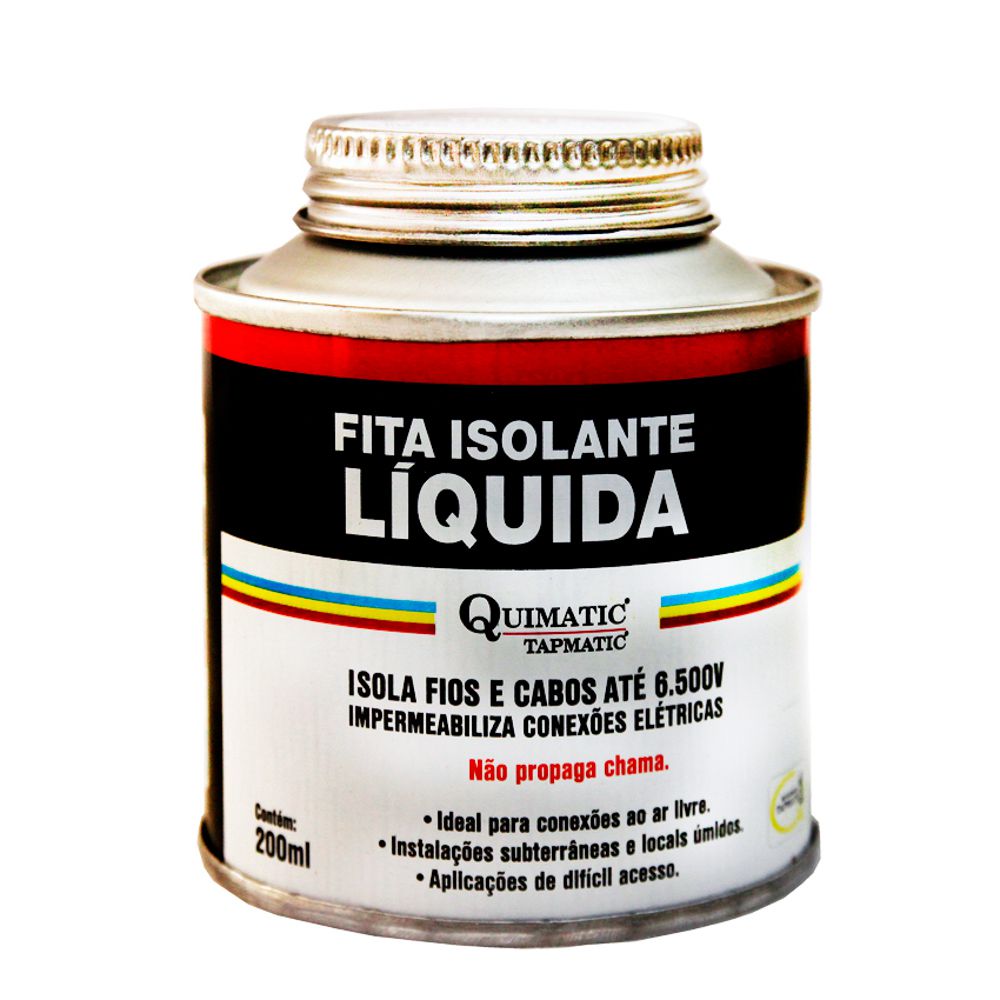 FITA ISOLANTE
LÍQUIDA
QUIMATIC
TAPMATIC
ISOLA FIOS E CABOS ATÉ 6.500V
IMPERMEABILIZA CONEXÕES ELÉTRICAS
Não propaga chama.
Contém:
200ml
• Ideal para conexões ao ar livre.
• Instalações subterrâneas e locais úmidos.
• Aplicações de difícil acesso.